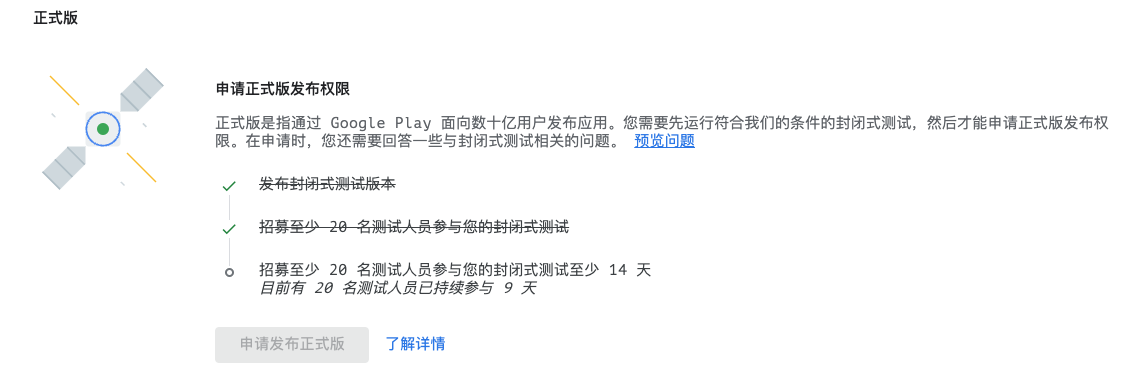 正式版
申请正式版发布权限
正式版是指通过 Google Play 面向数十亿用户发布应用。您需要先运行符合我们的条件的封闭式测试，然后才能申请正式版发布权
限。在申请时，您还需要回答一些与封闭式测试相关的问题。 预览问题
发布封闭式测试版本
招募至少 20 名测试人员参与您的封闭式测试
招募至少 20 名测试人员参与您的封闭式测试至少 14 天
目前有 20 名测试人员已持续参与 9 天
申请发布正式版 了解详情